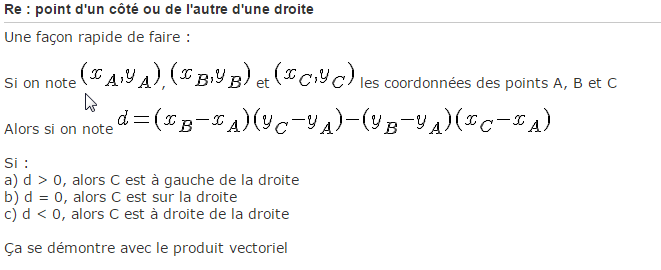 Re : point d'un côté ou de l'autre d'une droite
Une façon rapide de faire :
Si on note (x_A,y_A), (x_B,y_B) et (x_C,y_C) les coordonnées des points A, B et C
Alors si on note d=(x_B-x_A)(y_C-y_A)-(y_B-y_A)(x_C-x_A)
Si :
a) d > 0, alors C est à gauche de la droite
b) d = 0, alors C est sur la droite
c) d < 0, alors C est à droite de la droite
Ça se démontre avec le produit vectoriel